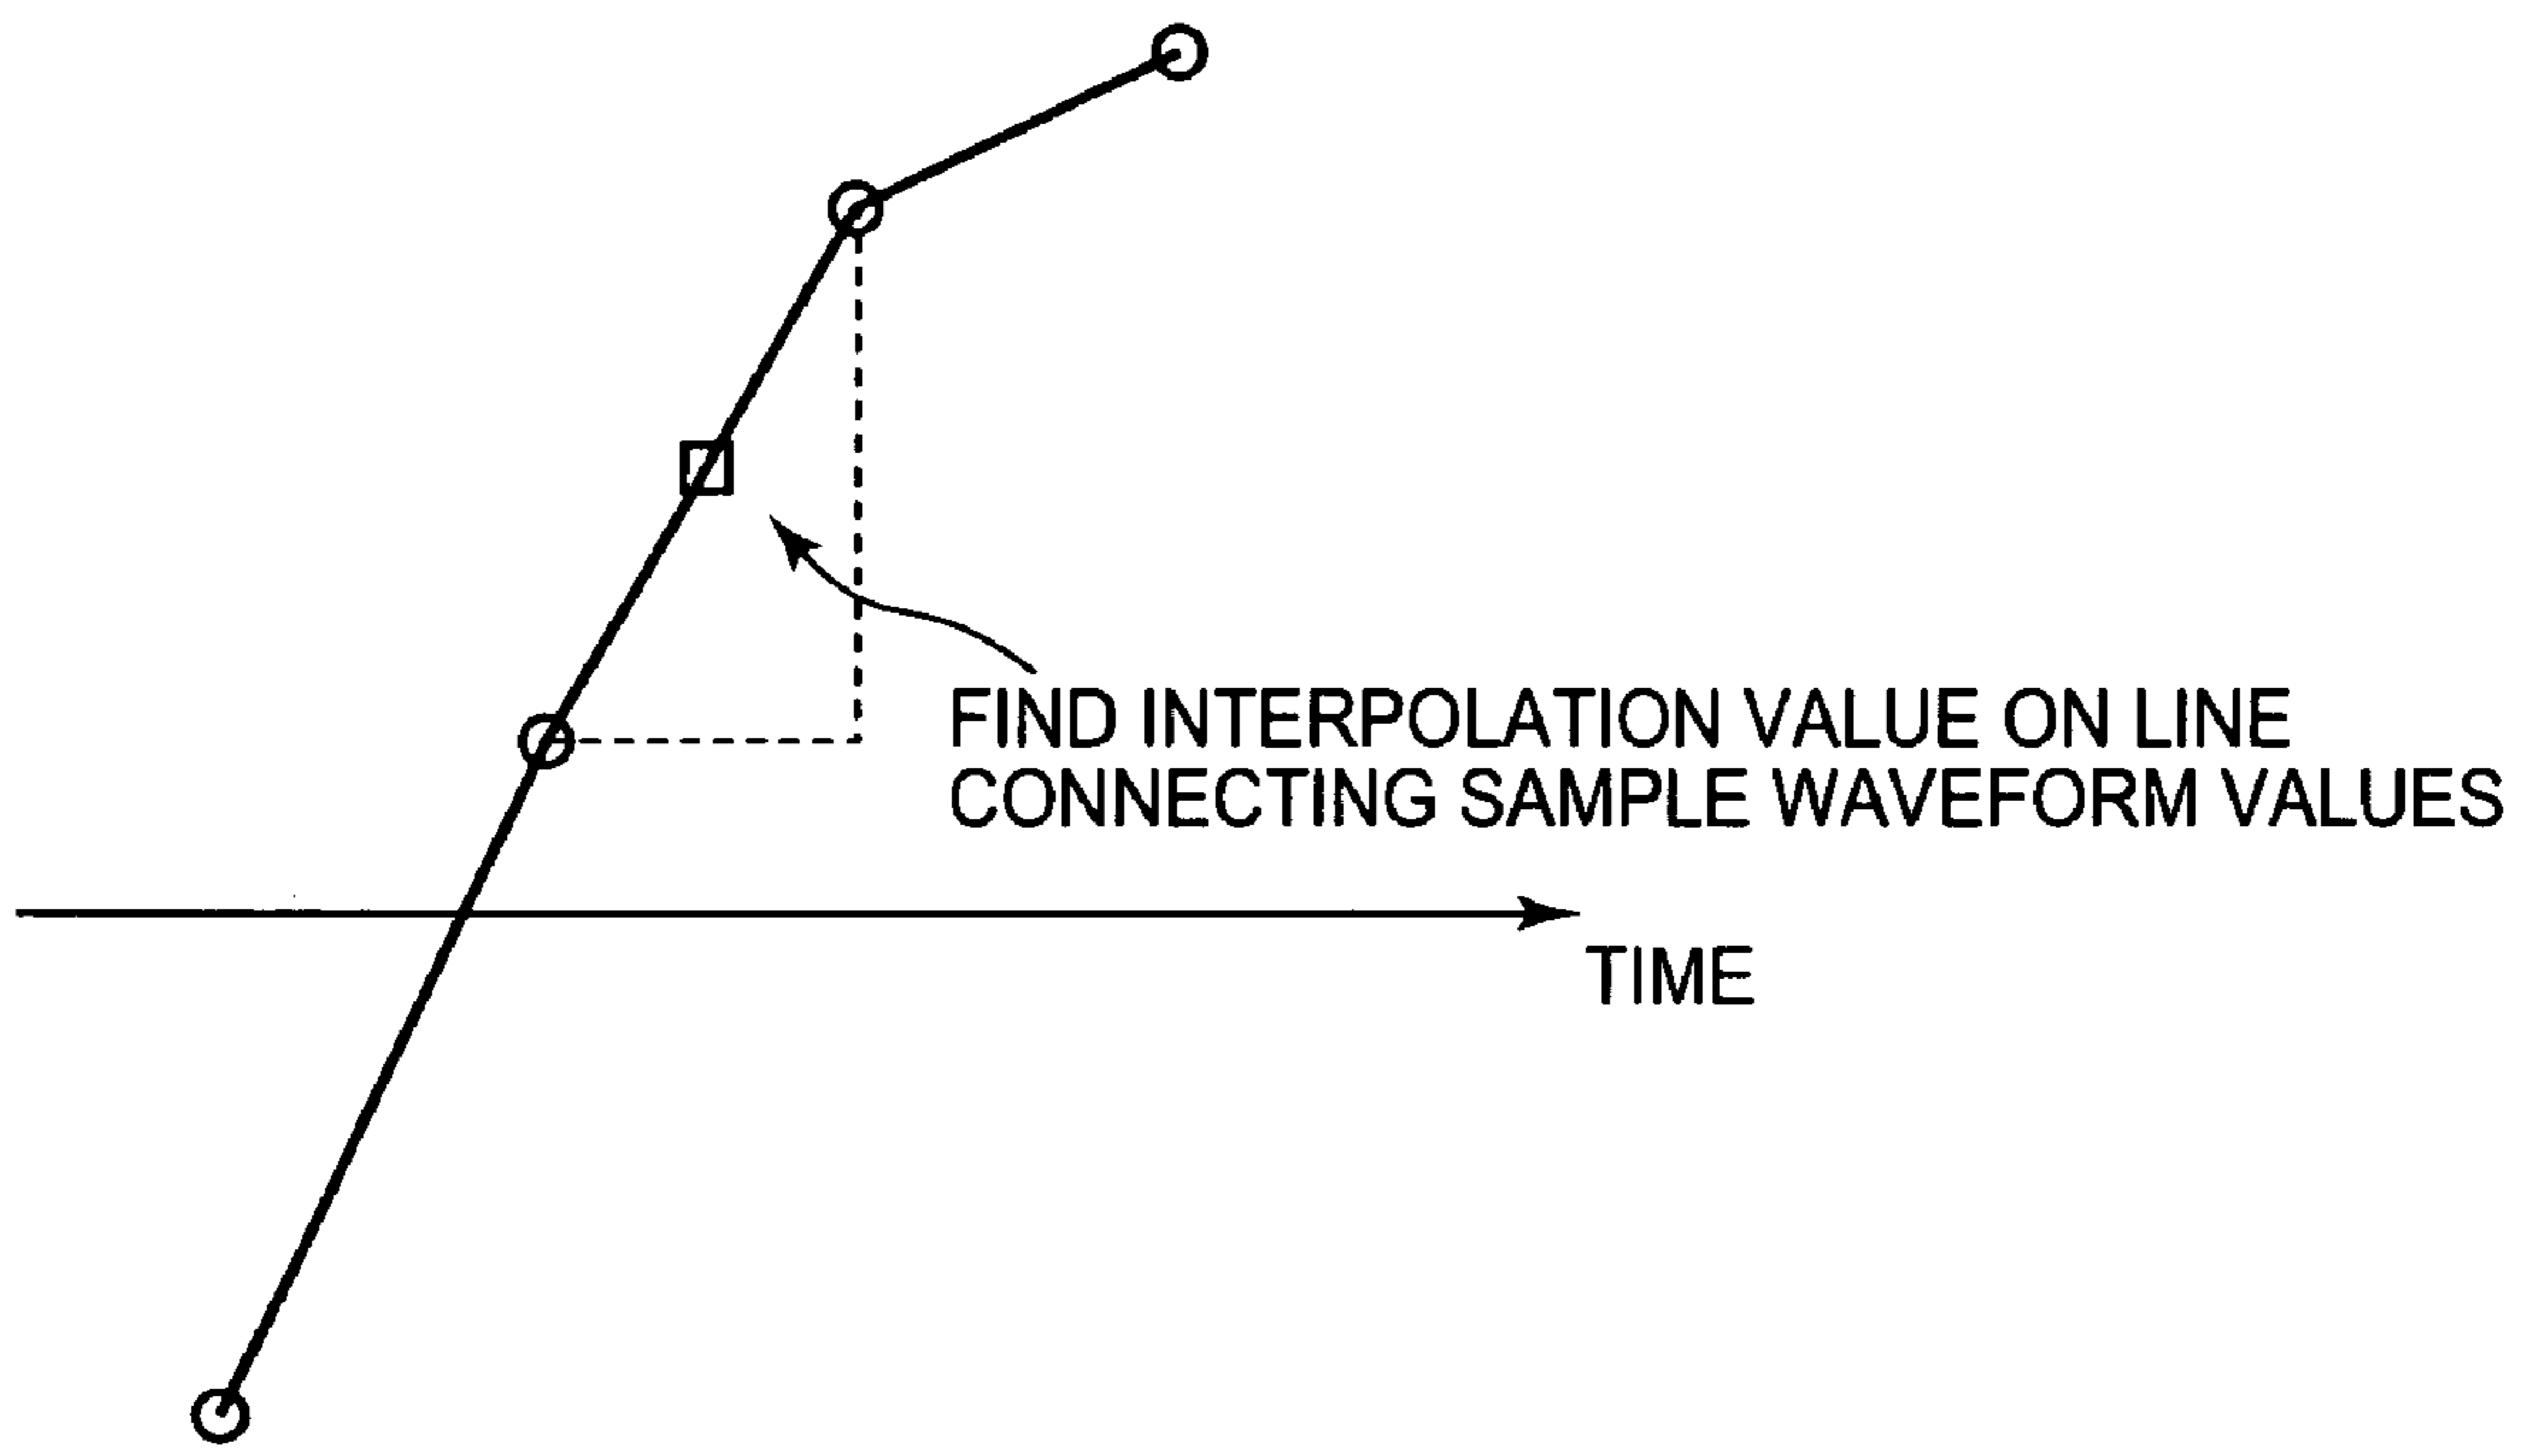 FIND INTERPOLATION VALUE ON LINE
CONNECTING SAMPLE WAVEFORM VALUES
TIME